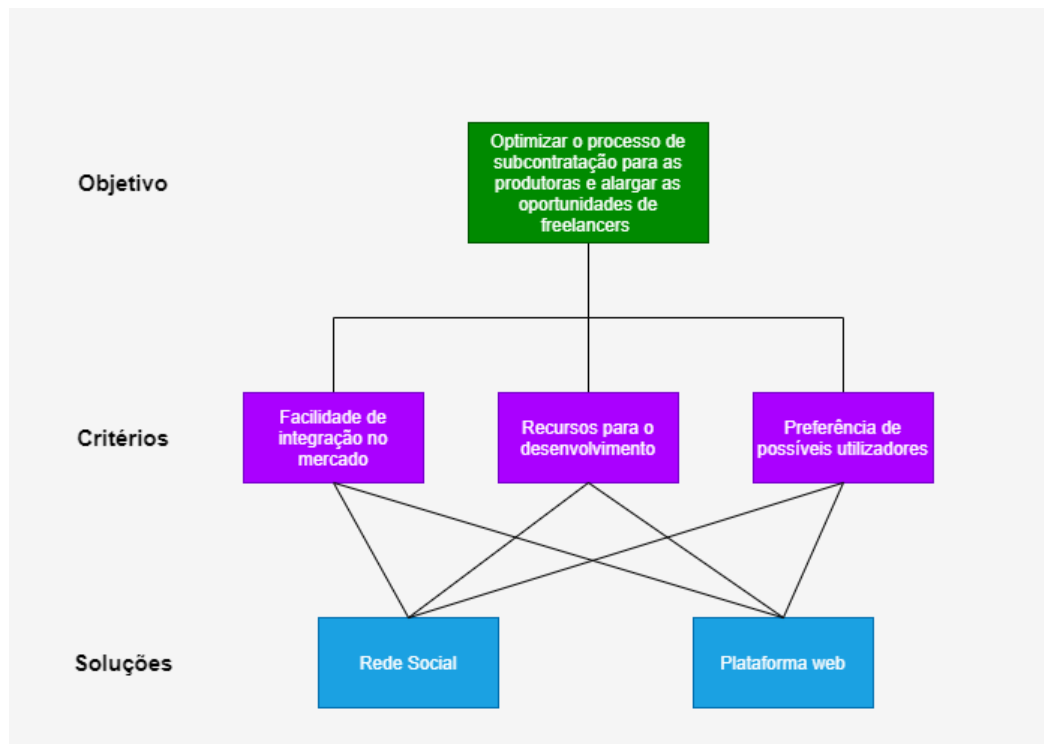 Objetivo
Optimizar o processo de
subcontratação para as
produtoras e alargar as
oportunidades de
freelancers
Critérios
Facilidade de
integração no
mercado
Recursos para o
desenvolvimento
Preferência de
possíveis utilizadores
Soluções
Rede Social
Plataforma web